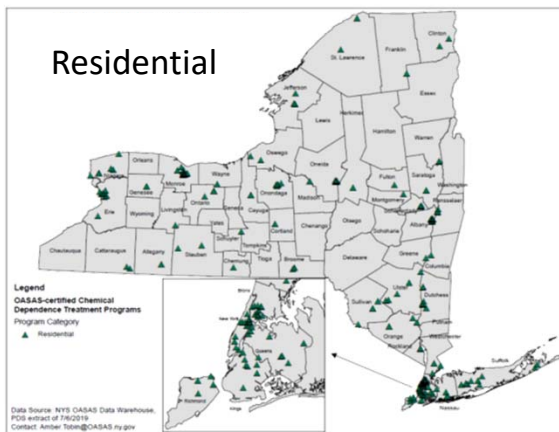 Residential
Clinton
Franklin
St. Lawrence
Essex
Jefferson
Lewis
Herkimer
Hamilton
Warren
Washington
Oswego
Oneida
Orleans
Niagara
Monroe
Wayne
Fulton
Saratoga
Genesee
Onondaga
Madison
Montgomery
Schenectady
Rensselaer
Ontario
Seneca
Cayuga
Erie
Wyoming
Livingston
Yates
Otsego
Schoharie
Albany
Cortland
Chenango
Schuyler
Tompkins
Chautauqua
Cattaraugus
Allegany
Steuben
Chemung
Tioga
Broome
Delaware
Greene
Columbia
Ulster
Dutchess
Sullivan
Orange
Putnam
Westchester
Rockland
Suffolk
Nassau
Bronx
New York
Queens
Kings
Richmond
Legend
OASAS-certified Chemical
Dependence Treatment Programs
Program Category
Residential
Data Source: NYS OASAS Data Warehouse,
PDS extract of 7/6/2019
Contact: Amber Tobin@OASAS.ny.gov